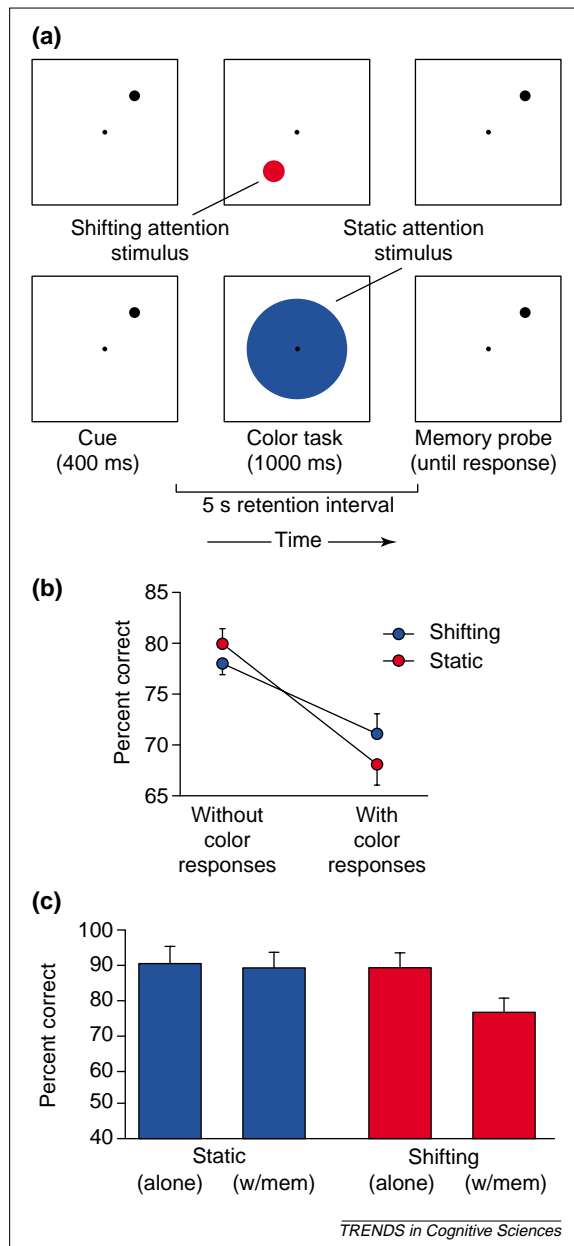 (a)
Shifting attention
stimulus
Static attention
stimulus
Cue
(400 ms)
Color task
(1000 ms)
Memory probe
(until response)
5 s retention interval
Time
(b)
85
80
75
70
65
Percent correct
Shifting
Static
Without
color
responses
With
color
responses
(c)
100
90
80
70
60
50
40
Percent correct
Static
Shifting
(alone) (w/mem) (alone) (w/mem)
TRENDS in Cognitive Sciences